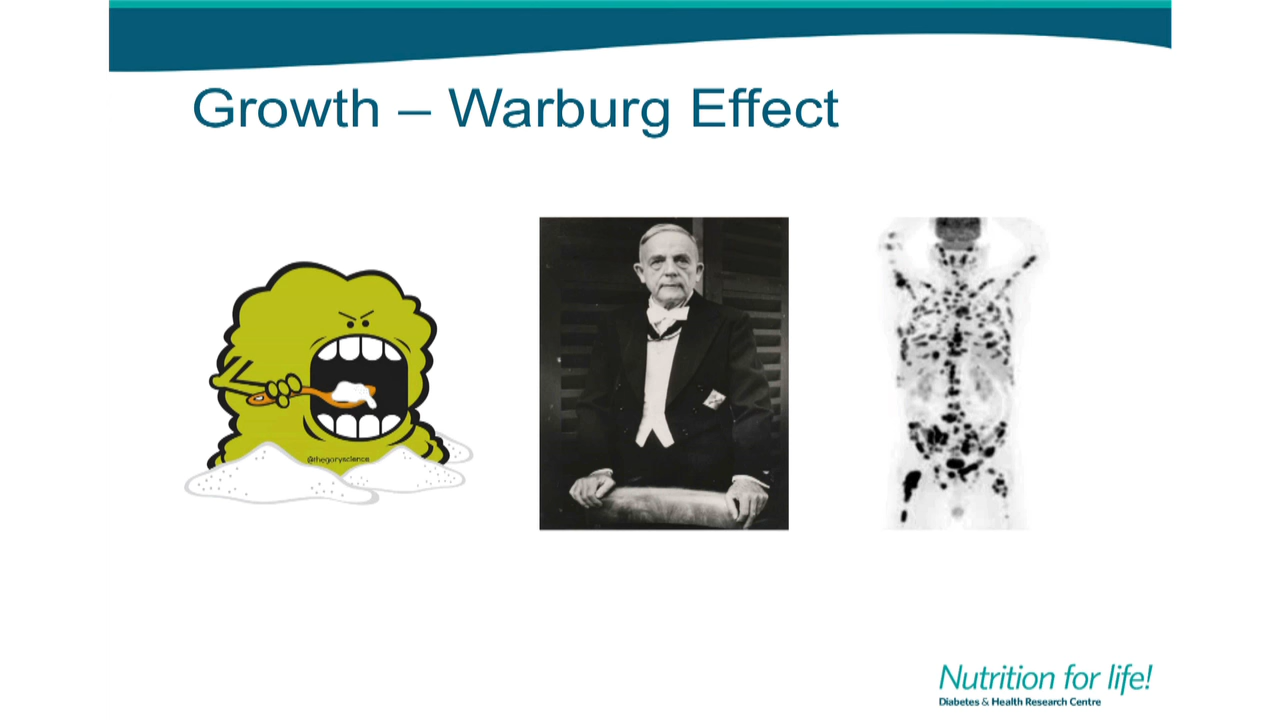 Growth – Warburg Effect
@thegoryscience
Nutrition for life!
Diabetes & Health Research Centre